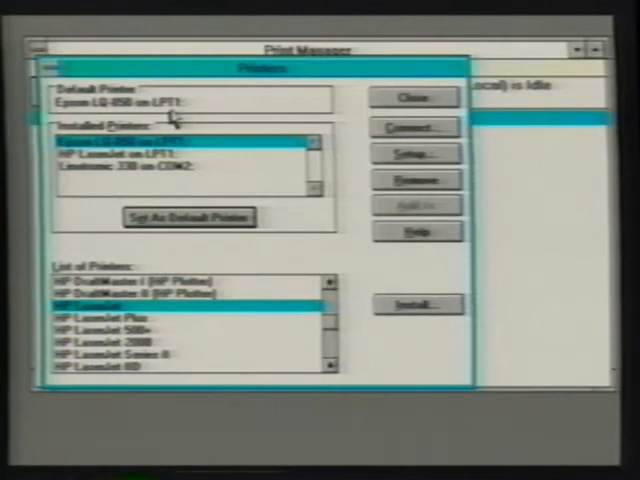 Print Manager
Printers
ocal) is Idle
Default Printer
Epson LQ-850 on LPT1:
Close
Installed Printers:
Connect...
Epson LQ-850 on LPT1:
HP LaserJet on LPT1:
Setup...
Linotronic 330 on COM2:
Remove
Add >>
Set As Default Printer
Help
List of Printers:
HP DraftMaster I [HP Plotter]
HP DraftMaster II [HP Plotter]
HP LaserJet
Install...
HP LaserJet Plus
HP LaserJet 500+
HP LaserJet 2000
HP LaserJet Series II
HP LaserJet IID